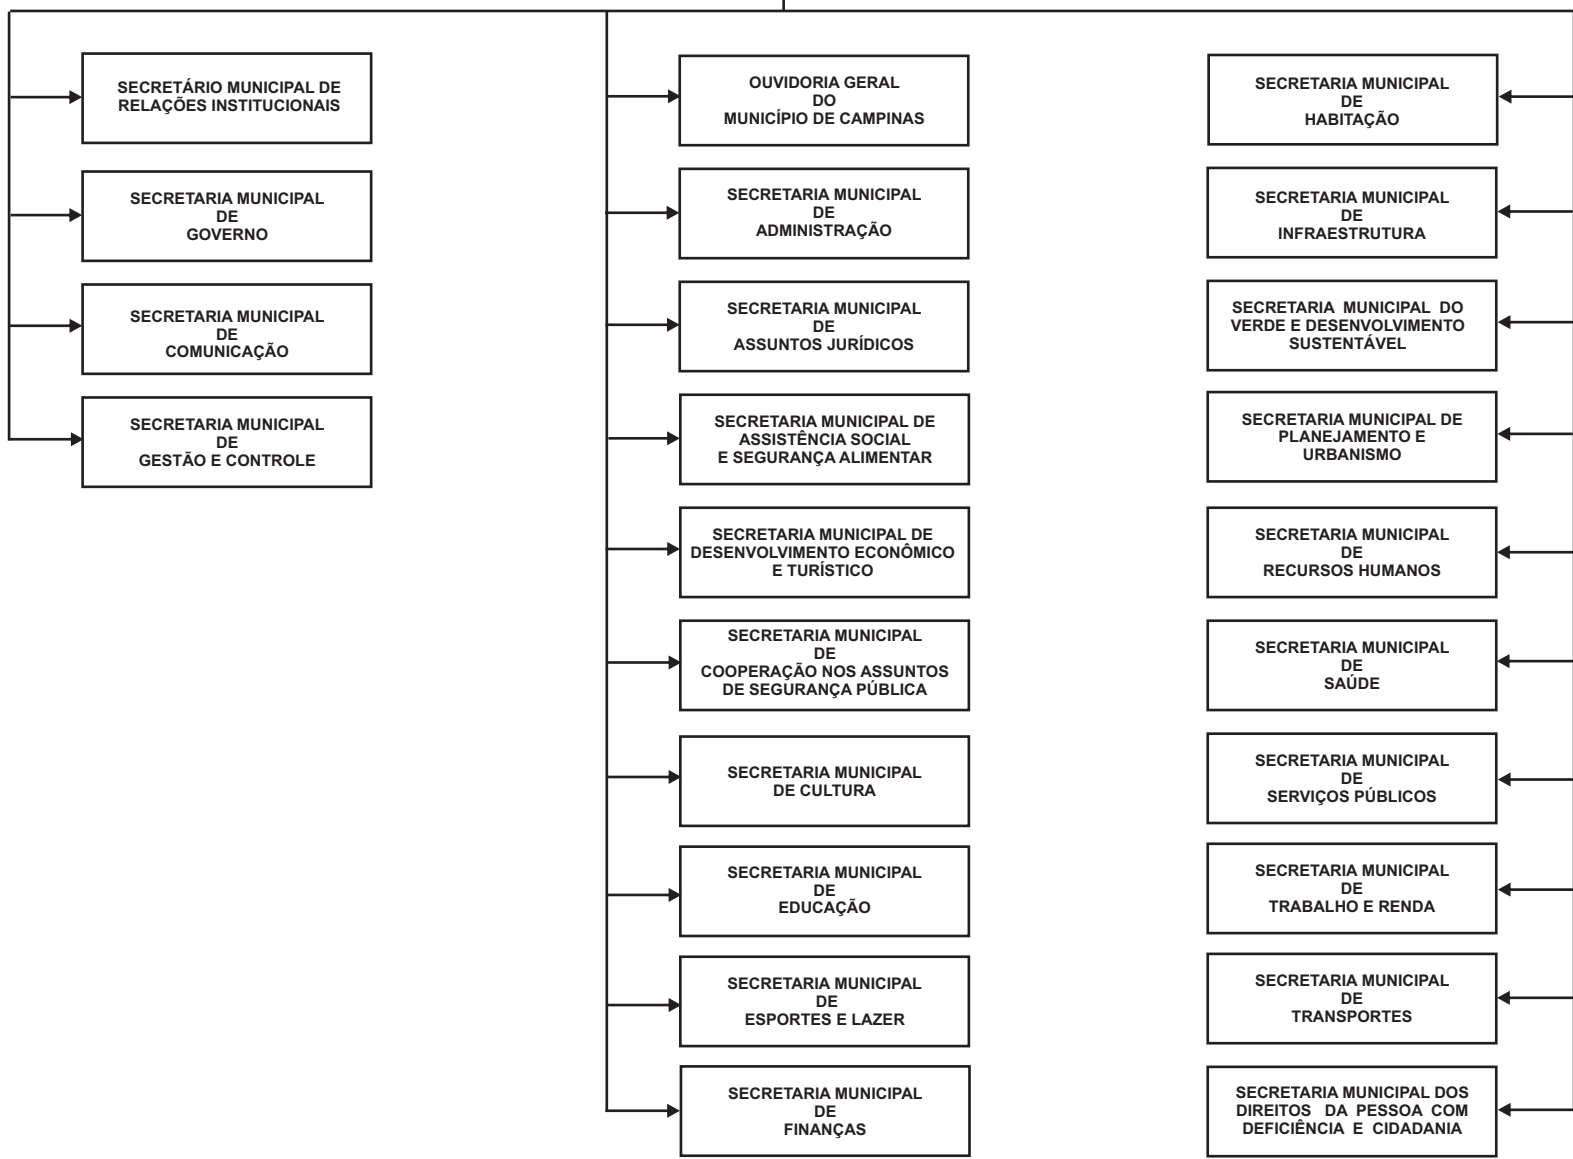 SECRETÁRIO MUNICIPAL DE
RELAÇÕES INSTITUCIONAIS
SECRETARIA MUNICIPAL
DE
GOVERNO
SECRETARIA MUNICIPAL
DE
COMUNICAÇÃO
SECRETARIA MUNICIPAL
DE
GESTÃO E CONTROLE
OUVIDORIA GERAL
DO
MUNICÍPIO DE CAMPINAS
SECRETARIA MUNICIPAL
DE
ADMINISTRAÇÃO
SECRETARIA MUNICIPAL
DE
ASSUNTOS JURÍDICOS
SECRETARIA MUNICIPAL DE
ASSISTÊNCIA SOCIAL
E SEGURANÇA ALIMENTAR
SECRETARIA MUNICIPAL DE
DESENVOLVIMENTO ECONÔMICO
E TURÍSTICO
SECRETARIA MUNICIPAL
DE
COOPERAÇÃO NOS ASSUNTOS
DE SEGURANÇA PÚBLICA
SECRETARIA MUNICIPAL
DE CULTURA
SECRETARIA MUNICIPAL
DE
EDUCAÇÃO
SECRETARIA MUNICIPAL
DE
ESPORTES E LAZER
SECRETARIA MUNICIPAL
DE
FINANÇAS
SECRETARIA MUNICIPAL
DE
HABITAÇÃO
SECRETARIA MUNICIPAL
DE
INFRAESTRUTURA
SECRETARIA MUNICIPAL DO
VERDE E DESENVOLVIMENTO
SUSTENTÁVEL
SECRETARIA MUNICIPAL DE
PLANEJAMENTO E
URBANISMO
SECRETARIA MUNICIPAL
DE
RECURSOS HUMANOS
SECRETARIA MUNICIPAL
DE
SAÚDE
SECRETARIA MUNICIPAL
DE
SERVIÇOS PÚBLICOS
SECRETARIA MUNICIPAL
DE
TRABALHO E RENDA
SECRETARIA MUNICIPAL
DE
TRANSPORTES
SECRETARIA MUNICIPAL DOS
DIREITOS DA PESSOA COM
DEFICIÊNCIA E CIDADANIA